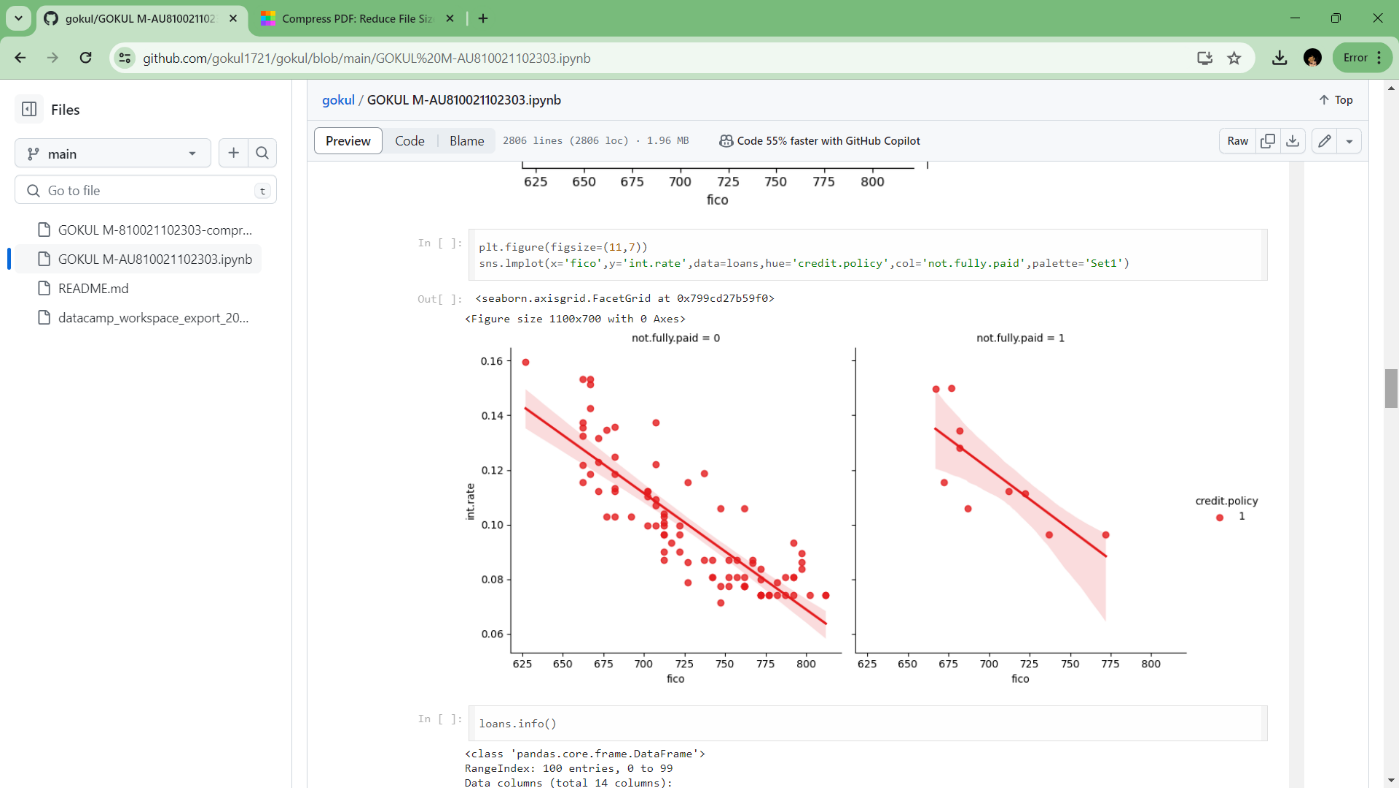 gokul/GOKUL M-AU810021102
Compress PDF: Reduce File Siz
github.com/gokul1721/gokul/blob/main/GOKUL%20M-AU810021102303.ipynb
Error
Files
gokul / GOKUL M-AU810021102303.ipynb
Top
main
Preview
Code
Blame
2806 lines (2806 loc) · 1.96 MB
Code 55% faster with GitHub Copilot
Raw
Go to file
t
GOKUL M-810021102303-compr...
GOKUL M-AU810021102303.ipynb
README.md
datacamp_workspace_export_20...
625 650 675 700 725 750 775 800
fico
In [ ]:
plt.figure(figsize=(11,7))
sns.lmplot(x='fico',y='int.rate',data=loans,hue='credit.policy',col='not.fully.paid',palette='Set1')
Out[ ]:
<seaborn.axisgrid.FacetGrid at 0x799cd27b59f0>
<Figure size 1100x700 with 0 Axes>
not.fully.paid = 0
not.fully.paid = 1
0.16
0.14
0.12
0.10
0.08
0.06
int.rate
credit.policy
1
625 650 675 700 725 750 775 800
625 650 675 700 725 750 775 800
fico
fico
In [ ]:
loans.info()
<class 'pandas.core.frame.DataFrame'>
RangeIndex: 100 entries, 0 to 99
Data columns (total 14 columns):